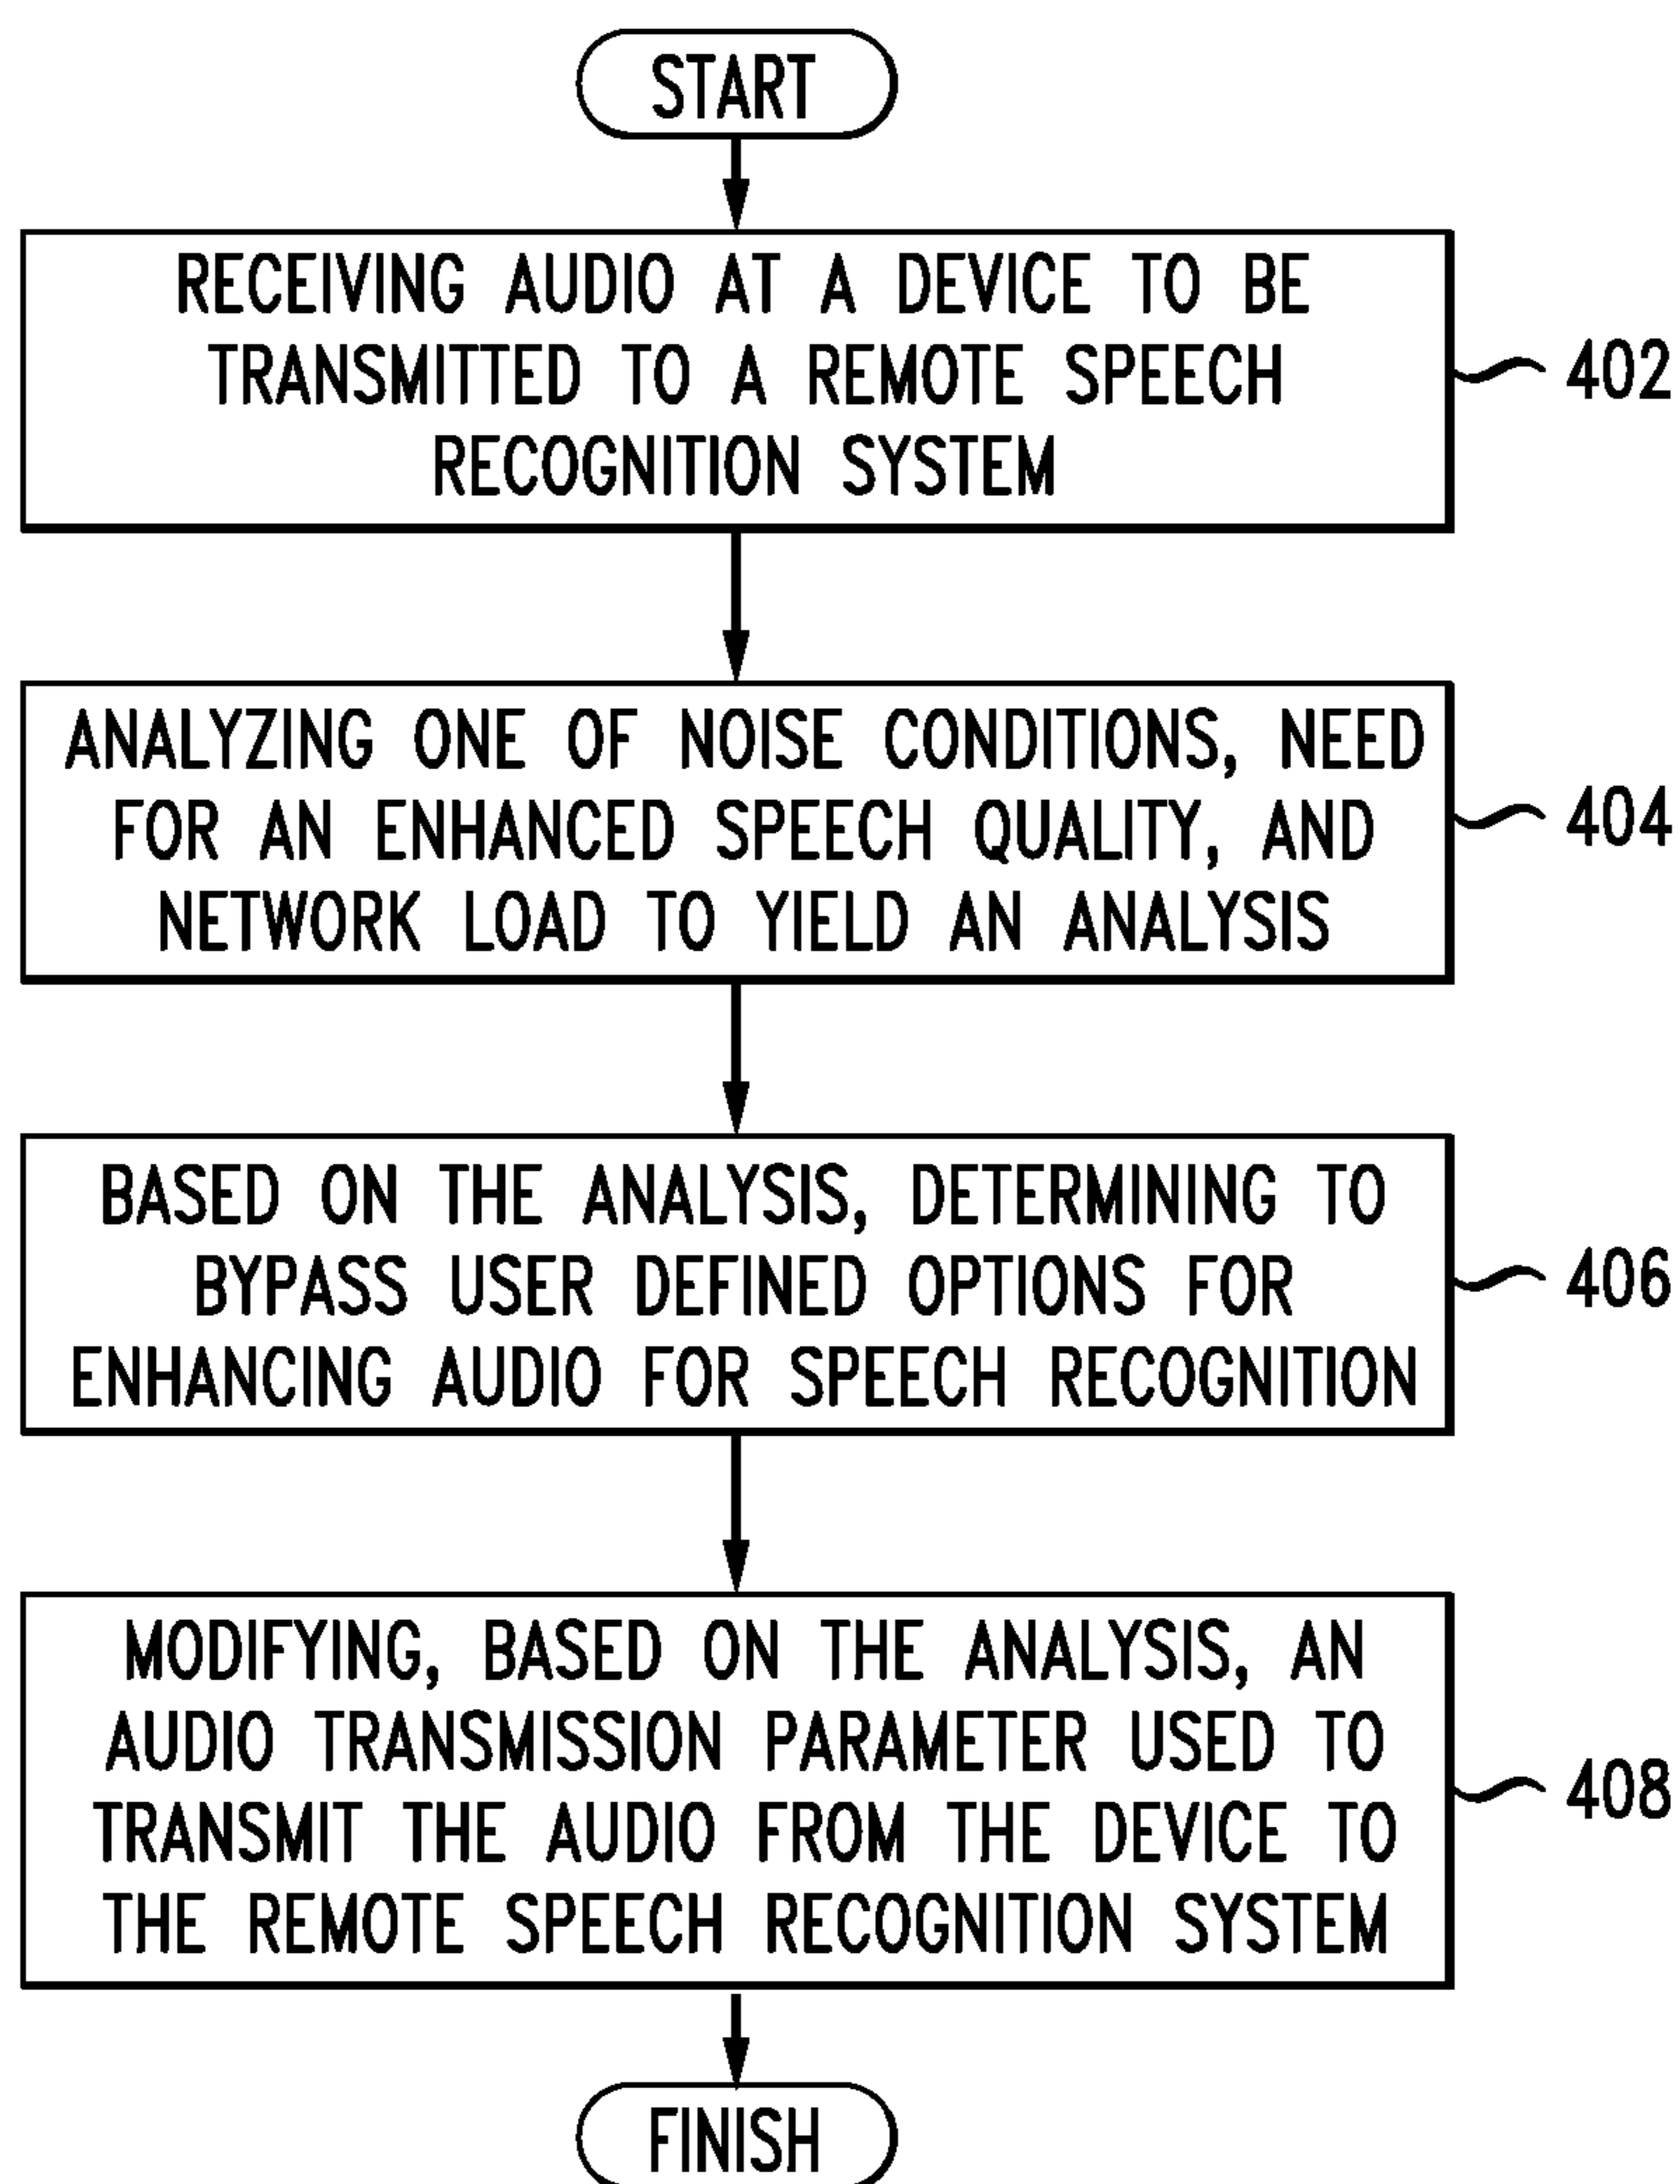 START
RECEIVING AUDIO AT A DEVICE TO BE
TRANSMITTED TO A REMOTE SPEECH
RECOGNITION SYSTEM
402
ANALYZING ONE OF NOISE CONDITIONS, NEED
FOR AN ENHANCED SPEECH QUALITY, AND
NETWORK LOAD TO YIELD AN ANALYSIS
404
BASED ON THE ANALYSIS, DETERMINING TO
BYPASS USER DEFINED OPTIONS FOR
ENHANCING AUDIO FOR SPEECH RECOGNITION
406
MODIFYING, BASED ON THE ANALYSIS, AN
AUDIO TRANSMISSION PARAMETER USED TO
TRANSMIT THE AUDIO FROM THE DEVICE TO
THE REMOTE SPEECH RECOGNITION SYSTEM
408
FINISH